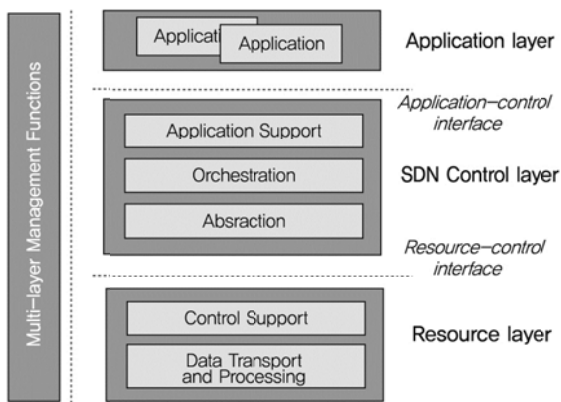 Multi-layer Management Functions
Applicati
Application
Application layer
Application-control
interface
Application Support
Orchestration
Absraction
SDN Control layer
Resource-control
interface
Control Support
Data Transport
and Processing
Resource layer